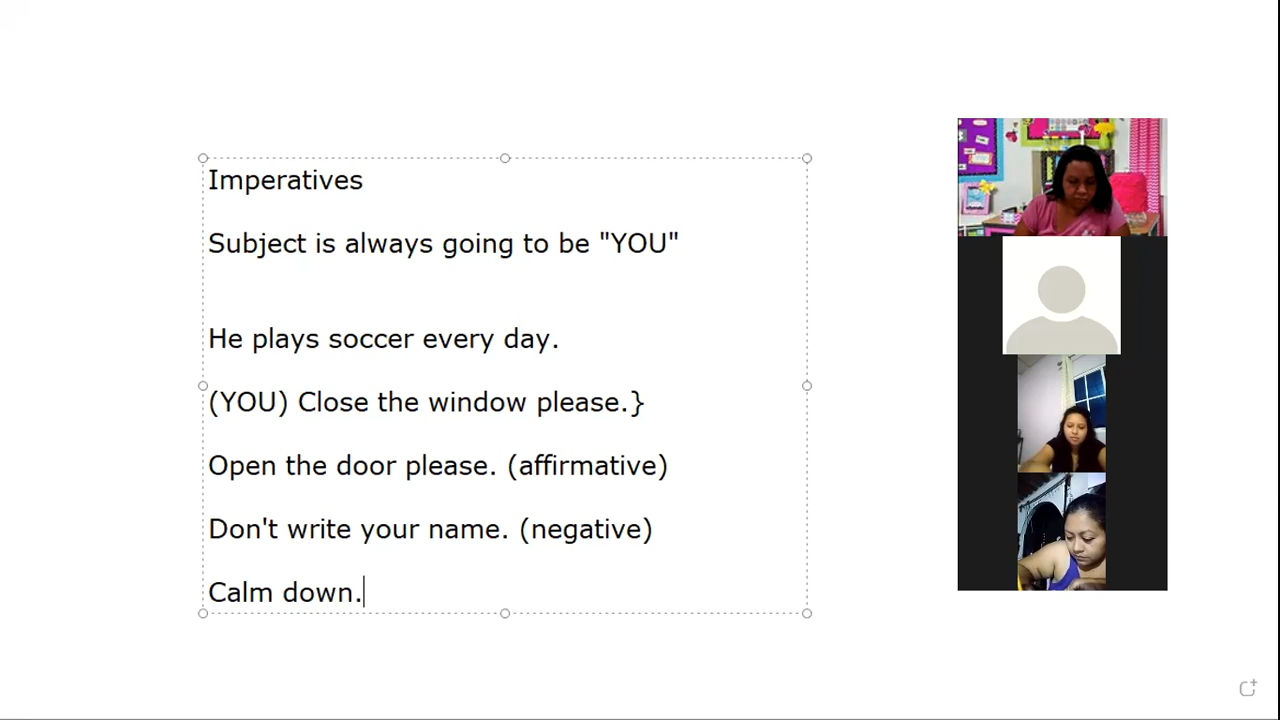 Imperatives
Subject is always going to be "YOU"
He plays soccer every day.
(YOU) Close the window please.}
Open the door please. (affirmative)
Don't write your name. (negative)
Calm down.